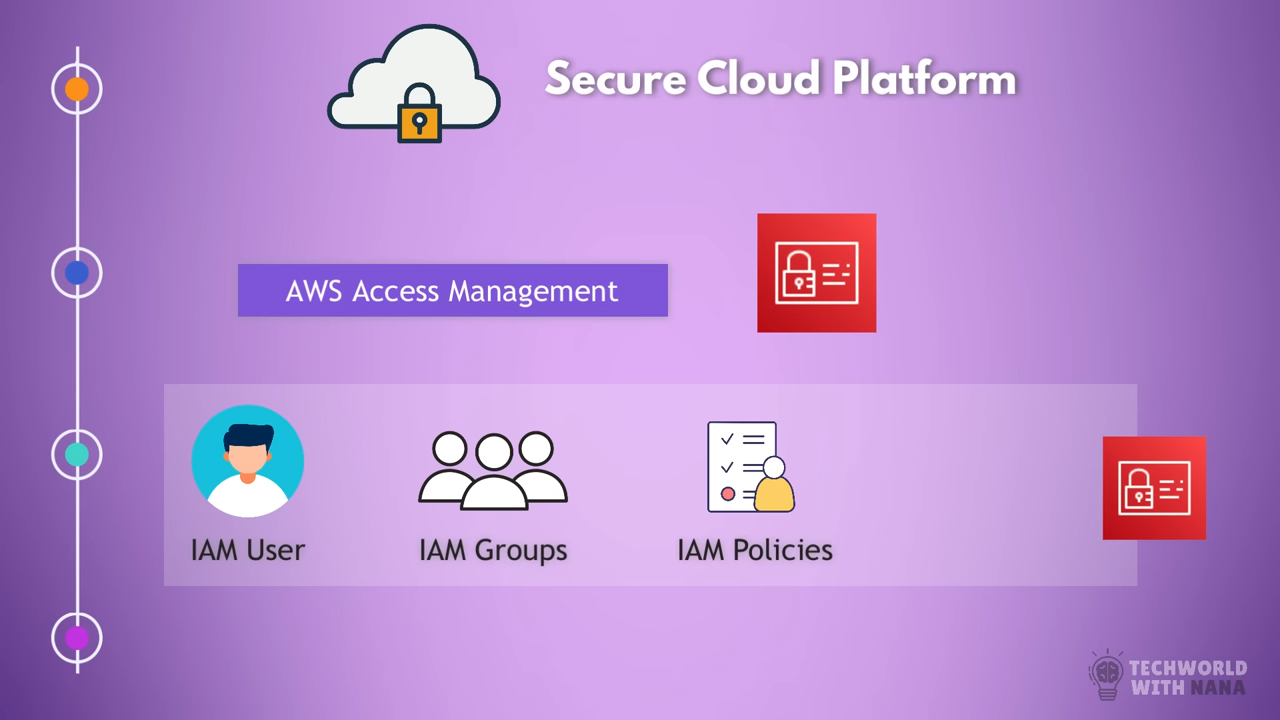 Secure Cloud Platform
AWS Access Management
IAM User
IAM Groups
IAM Policies
TECHWORLD
WITH NANA